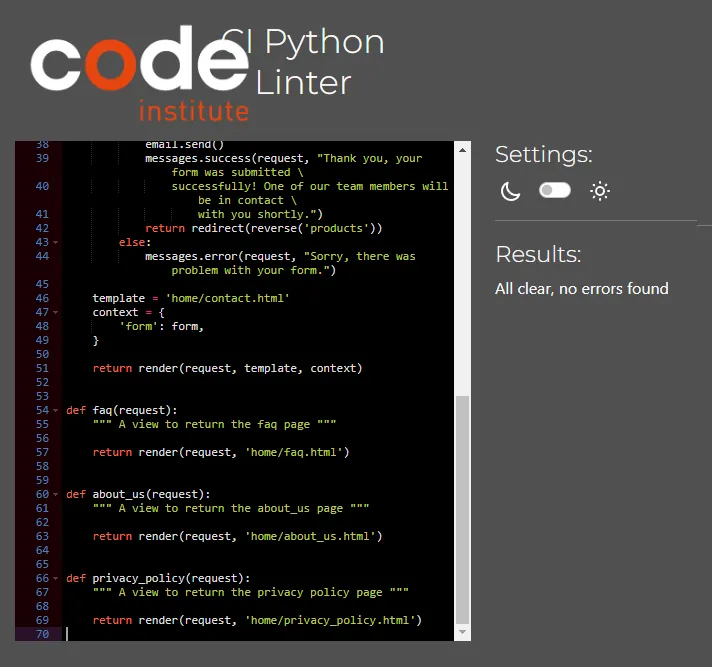 code
institute
CI Python
Linter
38 email.send()
39 messages.success(request, "Thank you, your
form was submitted \
40 successfully! One of our team members will
be in contact \
41 with you shortly.")
42 return redirect(reverse('products'))
43 else:
44 messages.error(request, "Sorry, there was
problem with your form.")
45
46 template = 'home/contact.html'
47 context = {
48 'form': form,
49 }
50
51 return render(request, template, context)
52
53
54 def faq(request):
55 """ A view to return the faq page """
56
57 return render(request, 'home/faq.html')
58
59
60 def about_us(request):
61 """ A view to return the about_us page """
62
63 return render(request, 'home/about_us.html')
64
65
66 def privacy_policy(request):
67 """ A view to return the privacy policy page """
68
69 return render(request, 'home/privacy_policy.html')
70
Settings:
Results:
All clear, no errors found